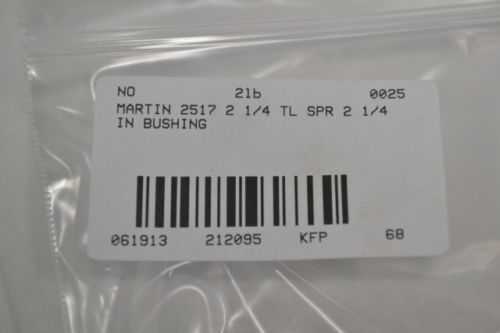 NO 21b 0025
MARTIN 2517 2 1/4 TL SPR 2 1/4
IN BUSHING
061913 212095 KFP 68